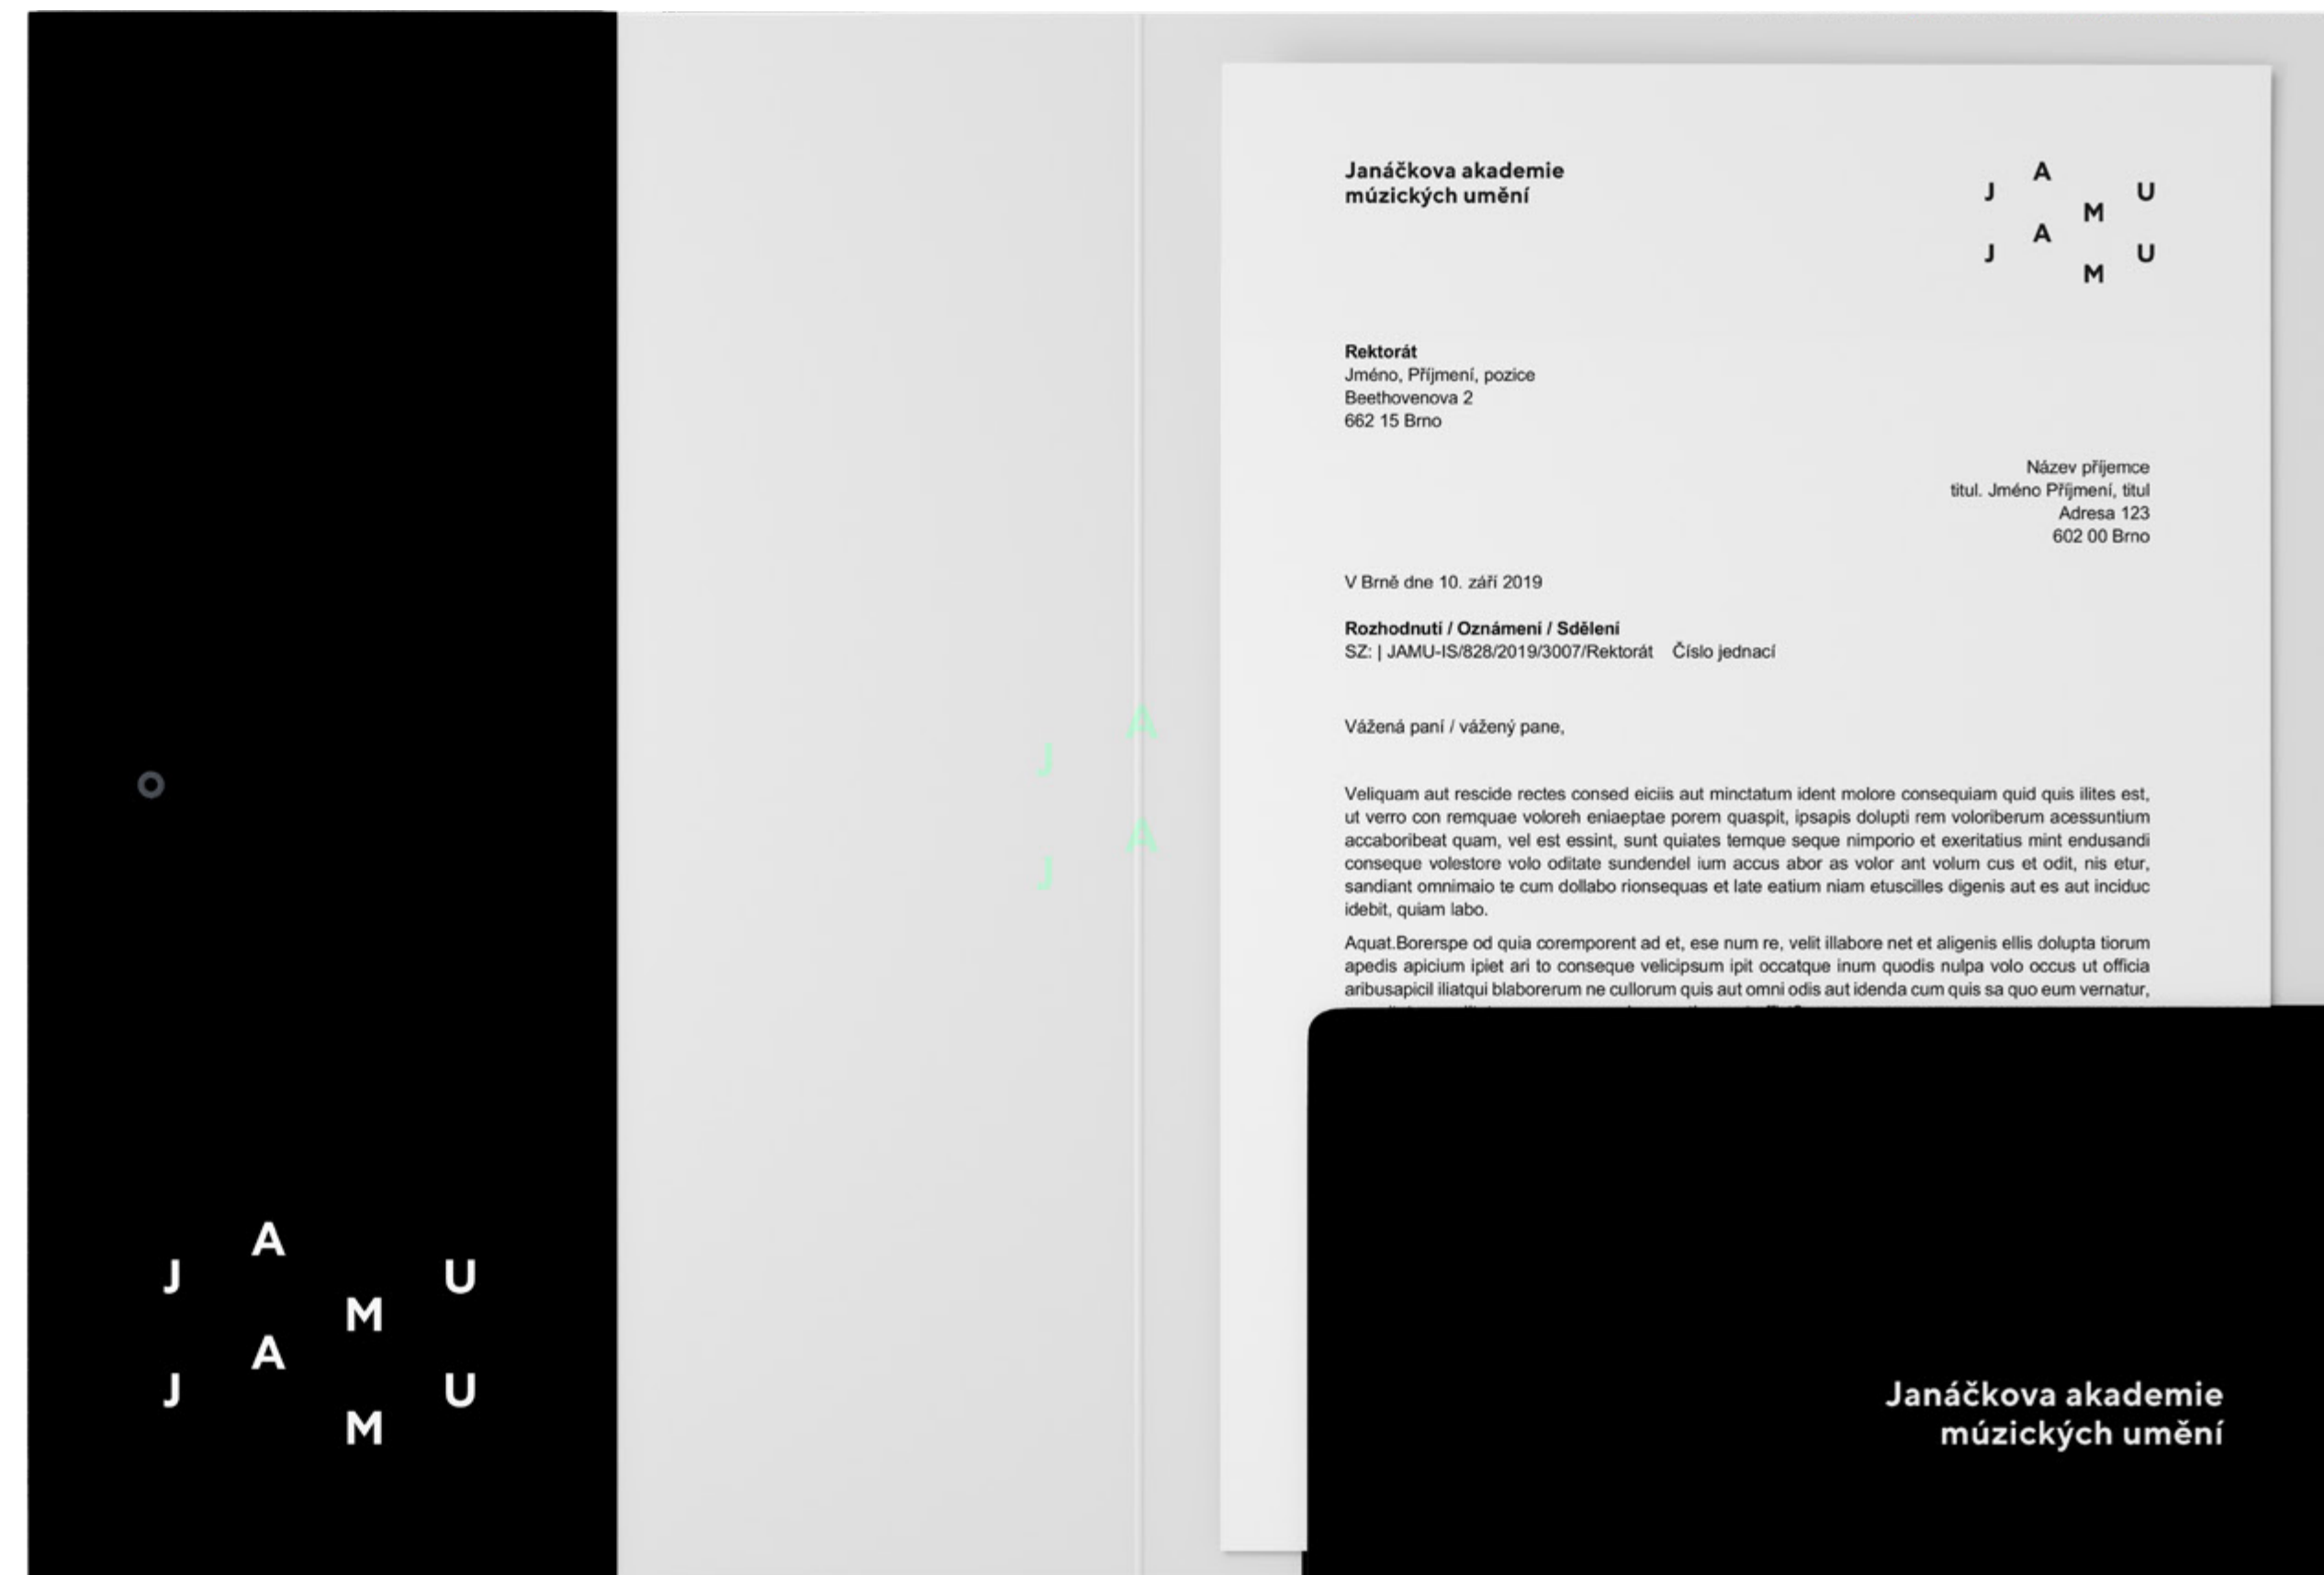 A
J U
M
A
J U
M
A
J
A
J
Janáčkova akademie
múzických umění
A
J U
M
A
J U
M
Rektorát
Jméno, Příjmení, pozice
Beethovenova 2
662 15 Brno
Název příjemce
titul. Jméno Příjmení, titul
Adresa 123
602 00 Brno
V Brně dne 10. září 2019
Rozhodnutí / Oznámení / Sdělení
SZ: | JAMU-IS/828/2019/3007/Rektorát Číslo jednací
Vážená paní / vážený pane,
Veliquam aut rescide rectes consed eiciis aut minctatum ident molore consequiam quid quis ilites est,
ut verro con remquae voloreh eniaeptae porem quaspit, ipsapis dolupti rem voloriberum acessuntium
accaboribeat quam, vel est essint, sunt quiates temque seque nimporio et exeritatius mint endusandi
conseque volestore volo oditate sundendel ium accus abor as volor ant volum cus et odit, nis etur,
sandiant omnimaio te cum dollabo rionsequas et late eatium niam etuscilles digenis aut es aut inciduc
idebit, quiam labo.
Aquat.Borerspe od quia coremporent ad et, ese num re, velit illabore net et aligenis ellis dolupta tiorum
apedis apicium ipiet ari to conseque velicipsum ipit occatque inum quodis nulpa volo occus ut officia
aribusapicil iliatqui blaborerum ne cullorum quis aut omni odis aut idenda cum quis sa quo eum vernatur,
Janáčkova akademie
múzických umění